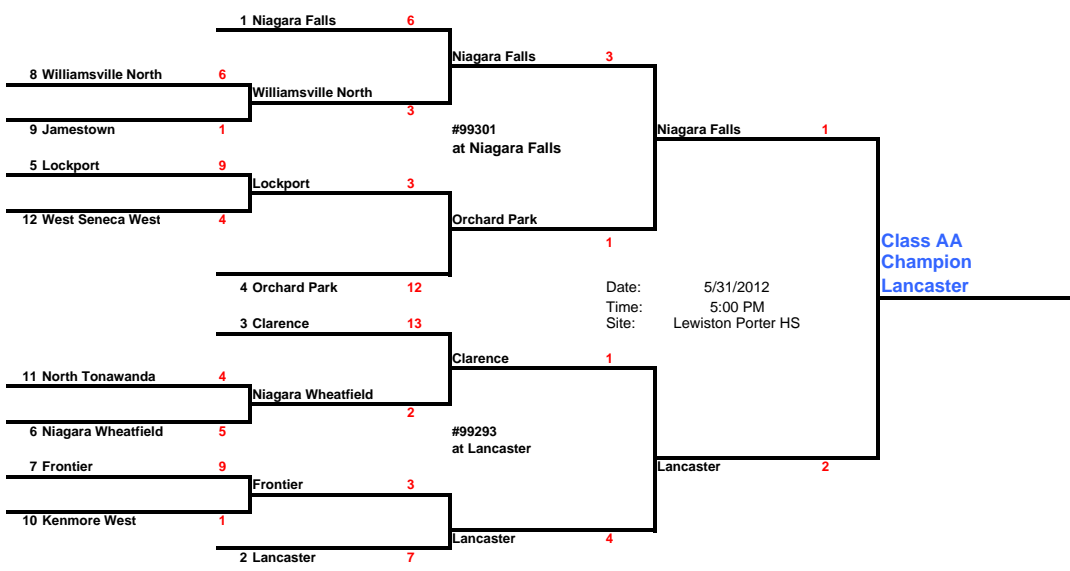 1 Niagara Falls 6
Niagara Falls 3
8 Williamsville North 6
Williamsville North
3
9 Jamestown 1
#99301
at Niagara Falls
Niagara Falls 1
5 Lockport 9
Lockport 3
12 West Seneca West 4
Orchard Park
1
4 Orchard Park 12
Class AA
Champion
Lancaster
Date: 5/31/2012
Time: 5:00 PM
Site: Lewiston Porter HS
3 Clarence 13
Clarence 1
11 North Tonawanda 4
Niagara Wheatfield
2
6 Niagara Wheatfield 5
#99293
at Lancaster
7 Frontier 9
Lancaster 2
Frontier 3
10 Kenmore West 1
Lancaster 4
2 Lancaster 7